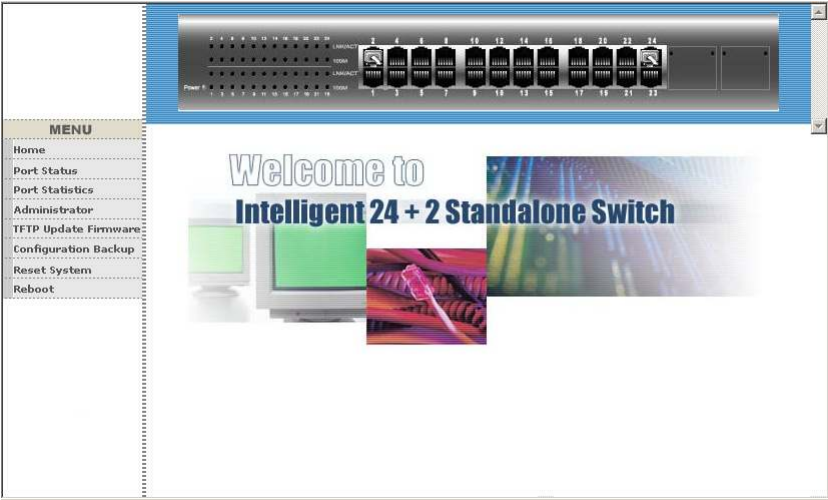 2 4 6 8 10 12 14 16 18 20 22 24
LNK/ACT
100M
LNK/ACT
Power
100M
1 3 5 7 9 11 13 15 17 19 21 23
MENU
Home
Port Status
Port Statistics
Administrator
TFTP Update Firmware
Configuration Backup
Reset System
Reboot
Welcome to
Intelligent 24 + 2 Standalone Switch